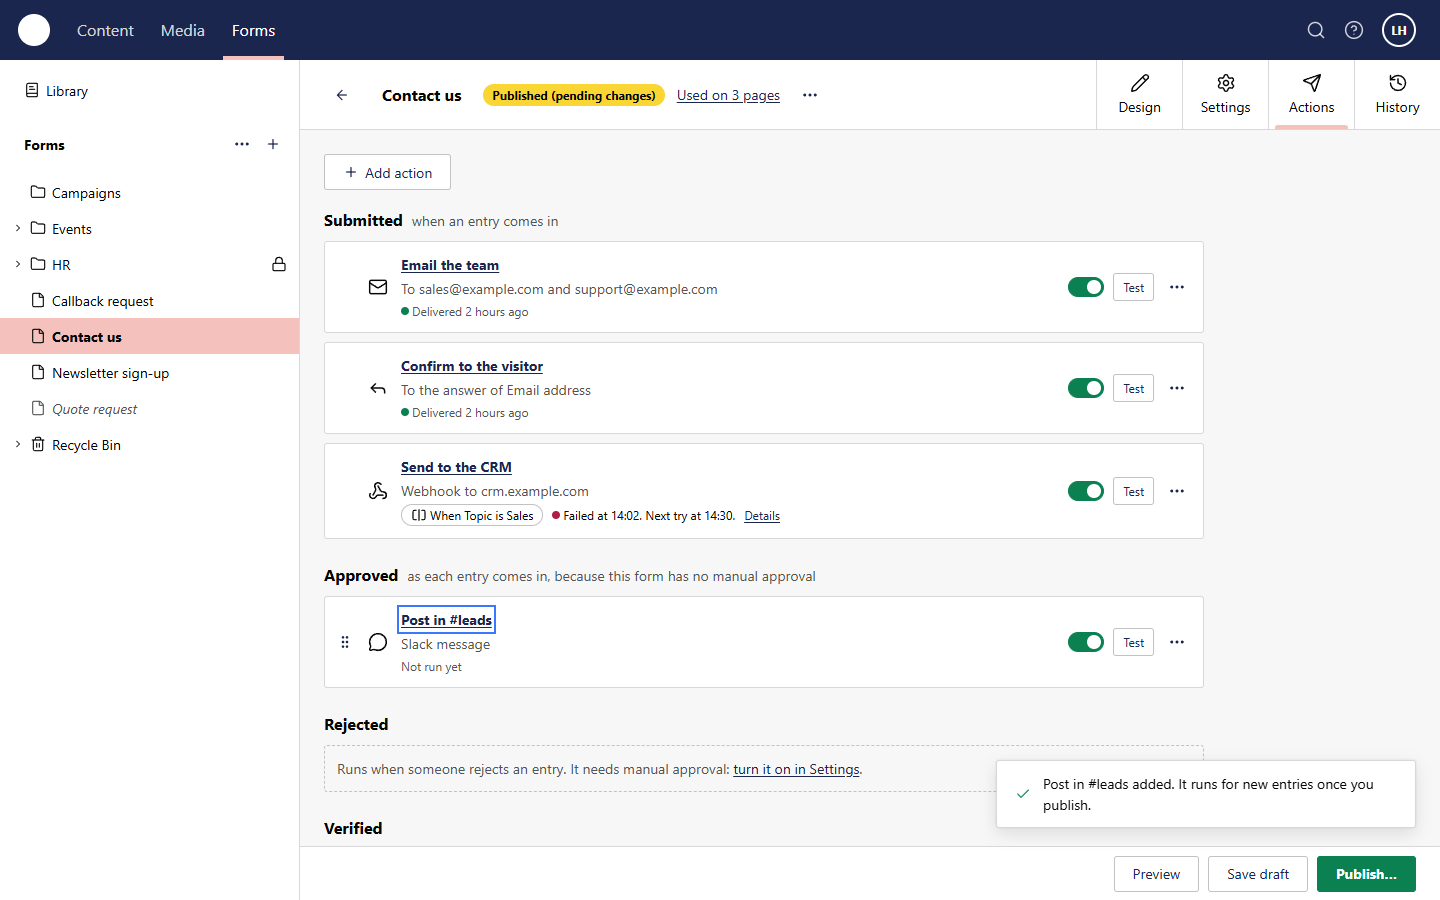 Content
Media
Forms
LH
Library
Forms
Campaigns
Events
HR
Callback request
Contact us
Newsletter sign-up
Quote request
Recycle Bin
Contact us
Published (pending changes)
Used on 3 pages
Design
Settings
Actions
History
Add action
Submitted when an entry comes in
Email the team
To sales@example.com and support@example.com
Delivered 2 hours ago
Test
Confirm to the visitor
To the answer of Email address
Delivered 2 hours ago
Test
Send to the CRM
Webhook to crm.example.com
When Topic is Sales
Failed at 14:02. Next try at 14:30. Details
Test
Approved as each entry comes in, because this form has no manual approval
Post in #leads
Slack message
Not run yet
Test
Rejected
Runs when someone rejects an entry. It needs manual approval: turn it on in Settings.
Verified
Post in #leads added. It runs for new entries once you
publish.
Preview
Save draft
Publish...